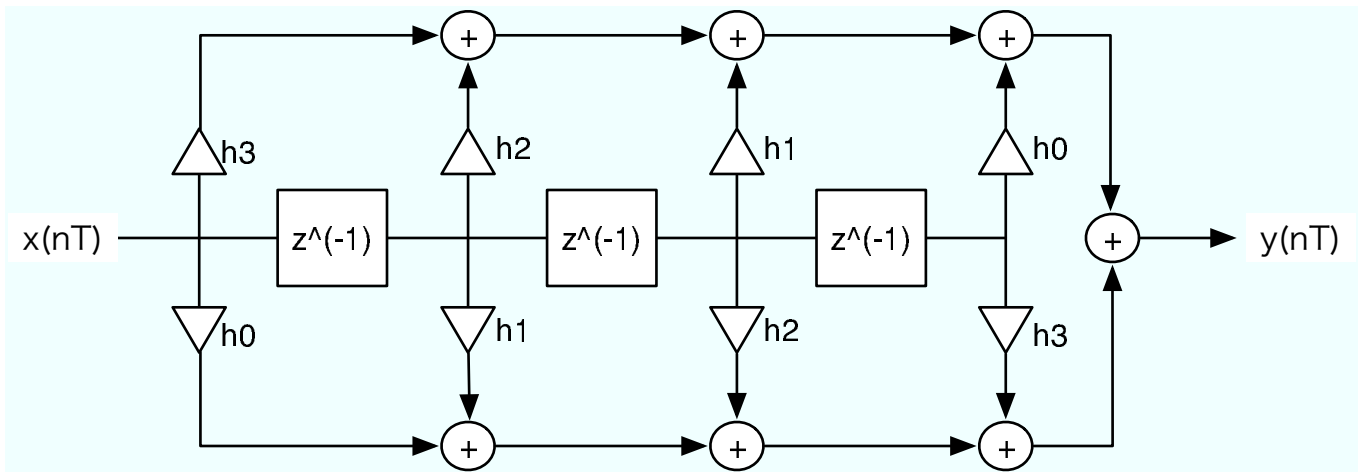 + + +
h3 h2 h1 h0
x(nT) z^(-1) z^(-1) z^(-1) + y(nT)
h0 h1 h2 h3
+ + +